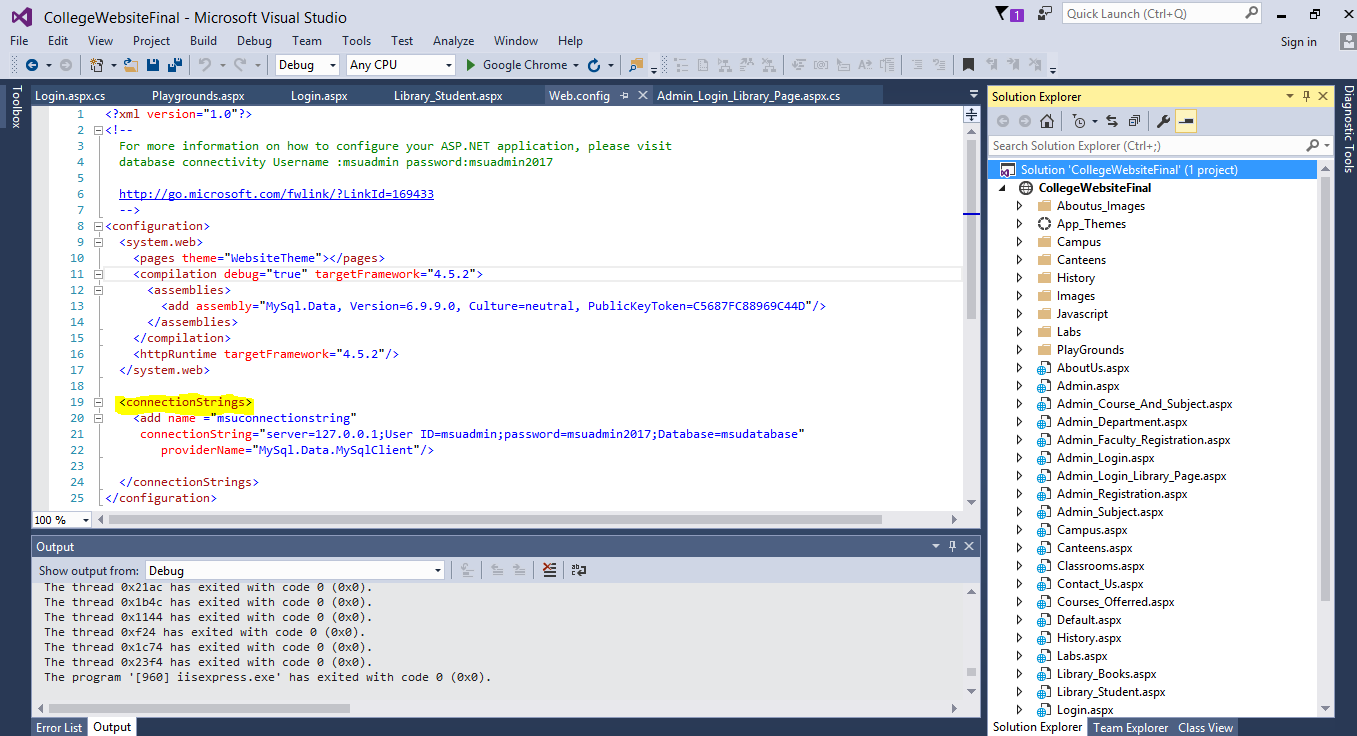 CollegeWebsiteFinal - Microsoft Visual Studio
1
Quick Launch (Ctrl+Q)
File Edit View Project Build Debug Team Tools Test Analyze Window Help
Sign in
Debug Any CPU Google Chrome
Toolbox
Login.aspx.cs Playgrounds.aspx Login.aspx Library_Student.aspx Web.config Admin_Login_Library_Page.aspx.cs
1 <?xml version="1.0"?>
2 <!--
3 For more information on how to configure your ASP.NET application, please visit
4 database connectivity Username :msuadmin password:msuadmin2017
5
6 http://go.microsoft.com/fwlink/?LinkId=169433
7 -->
8 <configuration>
9 <system.web>
10 <pages theme="WebsiteTheme"></pages>
11 <compilation debug="true" targetFramework="4.5.2">
12 <assemblies>
13 <add assembly="MySql.Data, Version=6.9.9.0, Culture=neutral, PublicKeyToken=C5687FC88969C44D"/>
14 </assemblies>
15 </compilation>
16 <httpRuntime targetFramework="4.5.2"/>
17 </system.web>
18
19 <connectionStrings>
20 <add name ="msuconnectionstring"
21 connectionString="server=127.0.0.1;User ID=msuadmin;password=msuadmin2017;Database=msudatabase"
22 providerName="MySql.Data.MySqlClient"/>
23
24 </connectionStrings>
25 </configuration>
100 %
Output
Show output from: Debug
The thread 0x21ac has exited with code 0 (0x0).
The thread 0x1b4c has exited with code 0 (0x0).
The thread 0x1144 has exited with code 0 (0x0).
The thread 0xf24 has exited with code 0 (0x0).
The thread 0x1c74 has exited with code 0 (0x0).
The thread 0x23f4 has exited with code 0 (0x0).
The program '[960] iisexpress.exe' has exited with code 0 (0x0).
Error List Output
Solution Explorer
Search Solution Explorer (Ctrl+;)
Solution 'CollegeWebsiteFinal' (1 project)
CollegeWebsiteFinal
Aboutus_Images
App_Themes
Campus
Canteens
History
Images
Javascript
Labs
PlayGrounds
AboutUs.aspx
Admin.aspx
Admin_Course_And_Subject.aspx
Admin_Department.aspx
Admin_Faculty_Registration.aspx
Admin_Login.aspx
Admin_Login_Library_Page.aspx
Admin_Registration.aspx
Admin_Subject.aspx
Campus.aspx
Canteens.aspx
Classrooms.aspx
Contact_Us.aspx
Courses_Offerred.aspx
Default.aspx
History.aspx
Labs.aspx
Library_Books.aspx
Library_Student.aspx
Login.aspx
Solution Explorer Team Explorer Class View
Diagnostic Tools